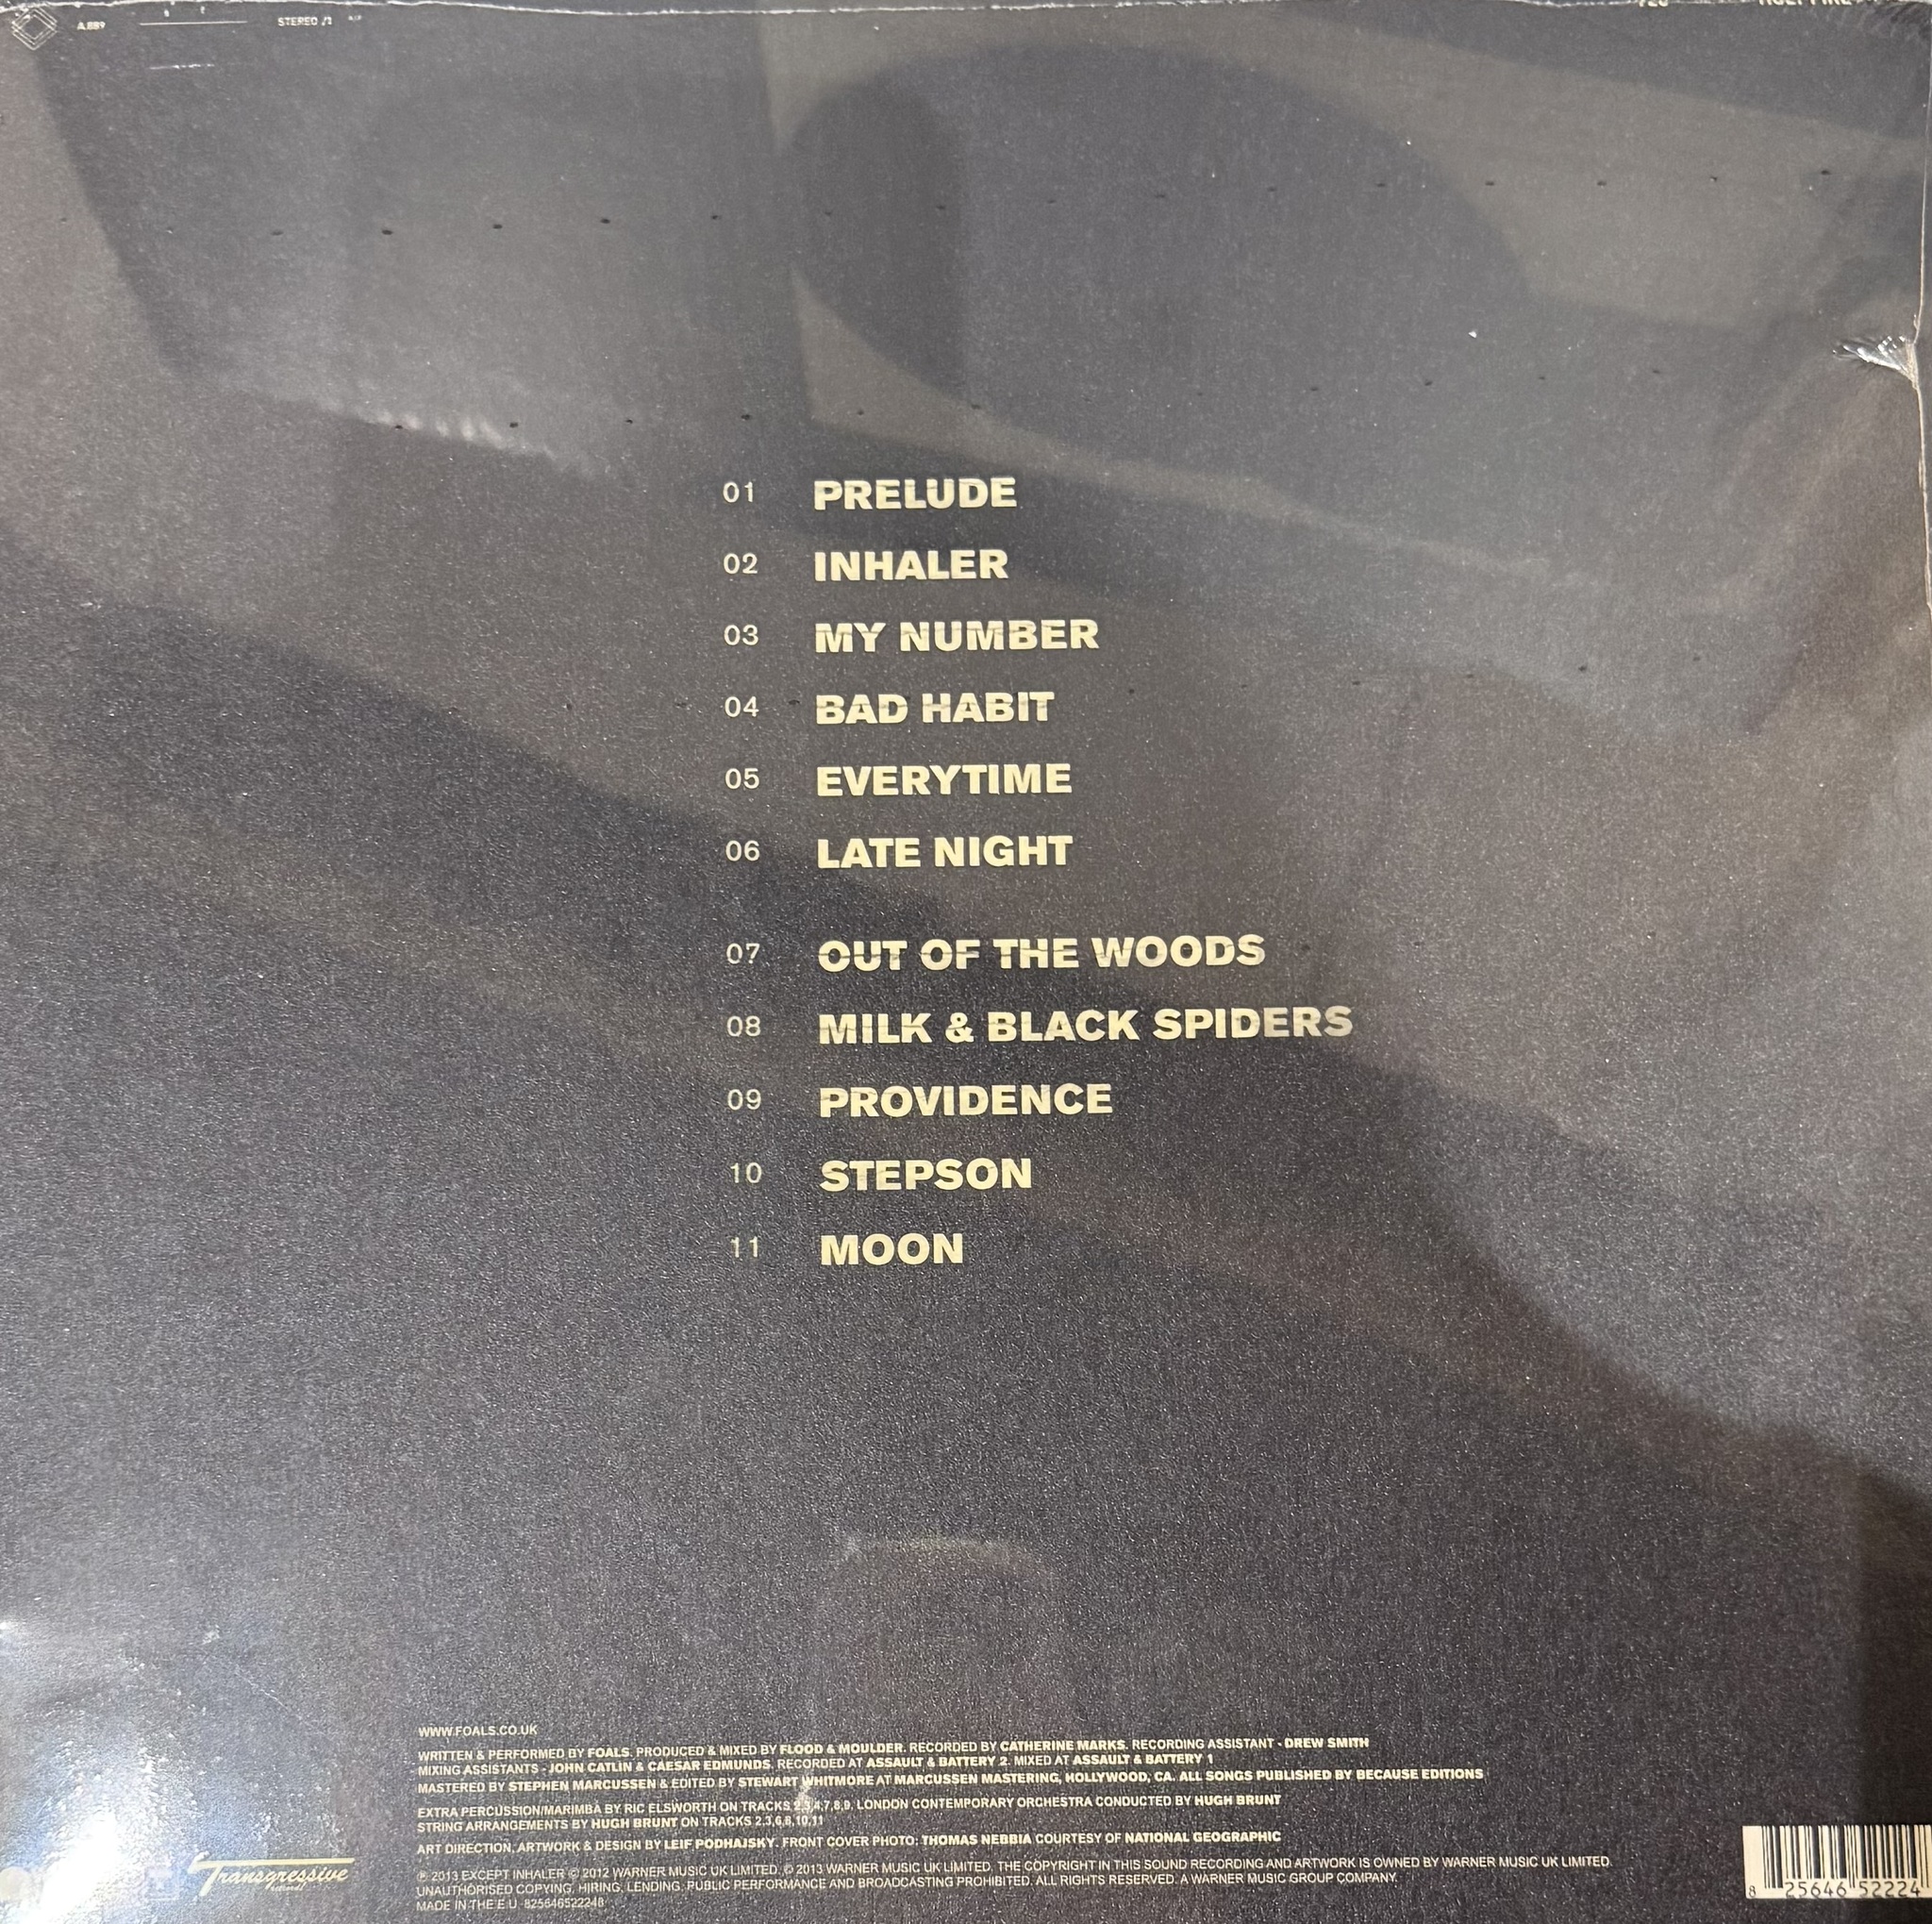 STEREO
01 PRELUDE
02 INHALER
03 MY NUMBER
04 BAD HABIT
05 EVERYTIME
06 LATE NIGHT
07 OUT OF THE WOODS
08 MILK & BLACK SPIDERS
09 PROVIDENCE
10 STEPSON
11 MOON
WWW.FOALS.CO.UK
WRITTEN & PERFORMED BY FOALS. PRODUCED & MIXED BY FLOOD & MOULDER. RECORDED BY CATHERINE MARKS. RECORDING ASSISTANT - DREW SMITH
MIXING ASSISTANTS - JOHN CATLIN & CAESAR EDMUNDS. RECORDED AT ASSAULT & BATTERY 2. MIXED AT ASSAULT & BATTERY 1
MASTERED BY STEPHEN MARCUSSEN & EDITED BY STEWART WHITMORE AT MARCUSSEN MASTERING, HOLLYWOOD, CA. ALL SONGS PUBLISHED BY BECAUSE EDITIONS
EXTRA PERCUSSION/MARIMBA BY RIC ELSWORTH ON TRACKS 2,3,4,7,8,9. LONDON CONTEMPORARY ORCHESTRA CONDUCTED BY HUGH BRUNT
STRING ARRANGEMENTS BY HUGH BRUNT ON TRACKS 2,3,6,8,10,11
ART DIRECTION, ARTWORK & DESIGN BY LEIF PODHAJSKY. FRONT COVER PHOTO: THOMAS NEBBIA COURTESY OF NATIONAL GEOGRAPHIC
℗ 2013 EXCEPT INHALER © 2012 WARNER MUSIC UK LIMITED. © 2013 WARNER MUSIC UK LIMITED. THE COPYRIGHT IN THIS SOUND RECORDING AND ARTWORK IS OWNED BY WARNER MUSIC UK LIMITED.
UNAUTHORISED COPYING, HIRING, LENDING, PUBLIC PERFORMANCE AND BROADCASTING PROHIBITED. ALL RIGHTS RESERVED. A WARNER MUSIC GROUP COMPANY.
MADE IN THE E.U. 825646522248
Transgressive
records
8 25646 52224